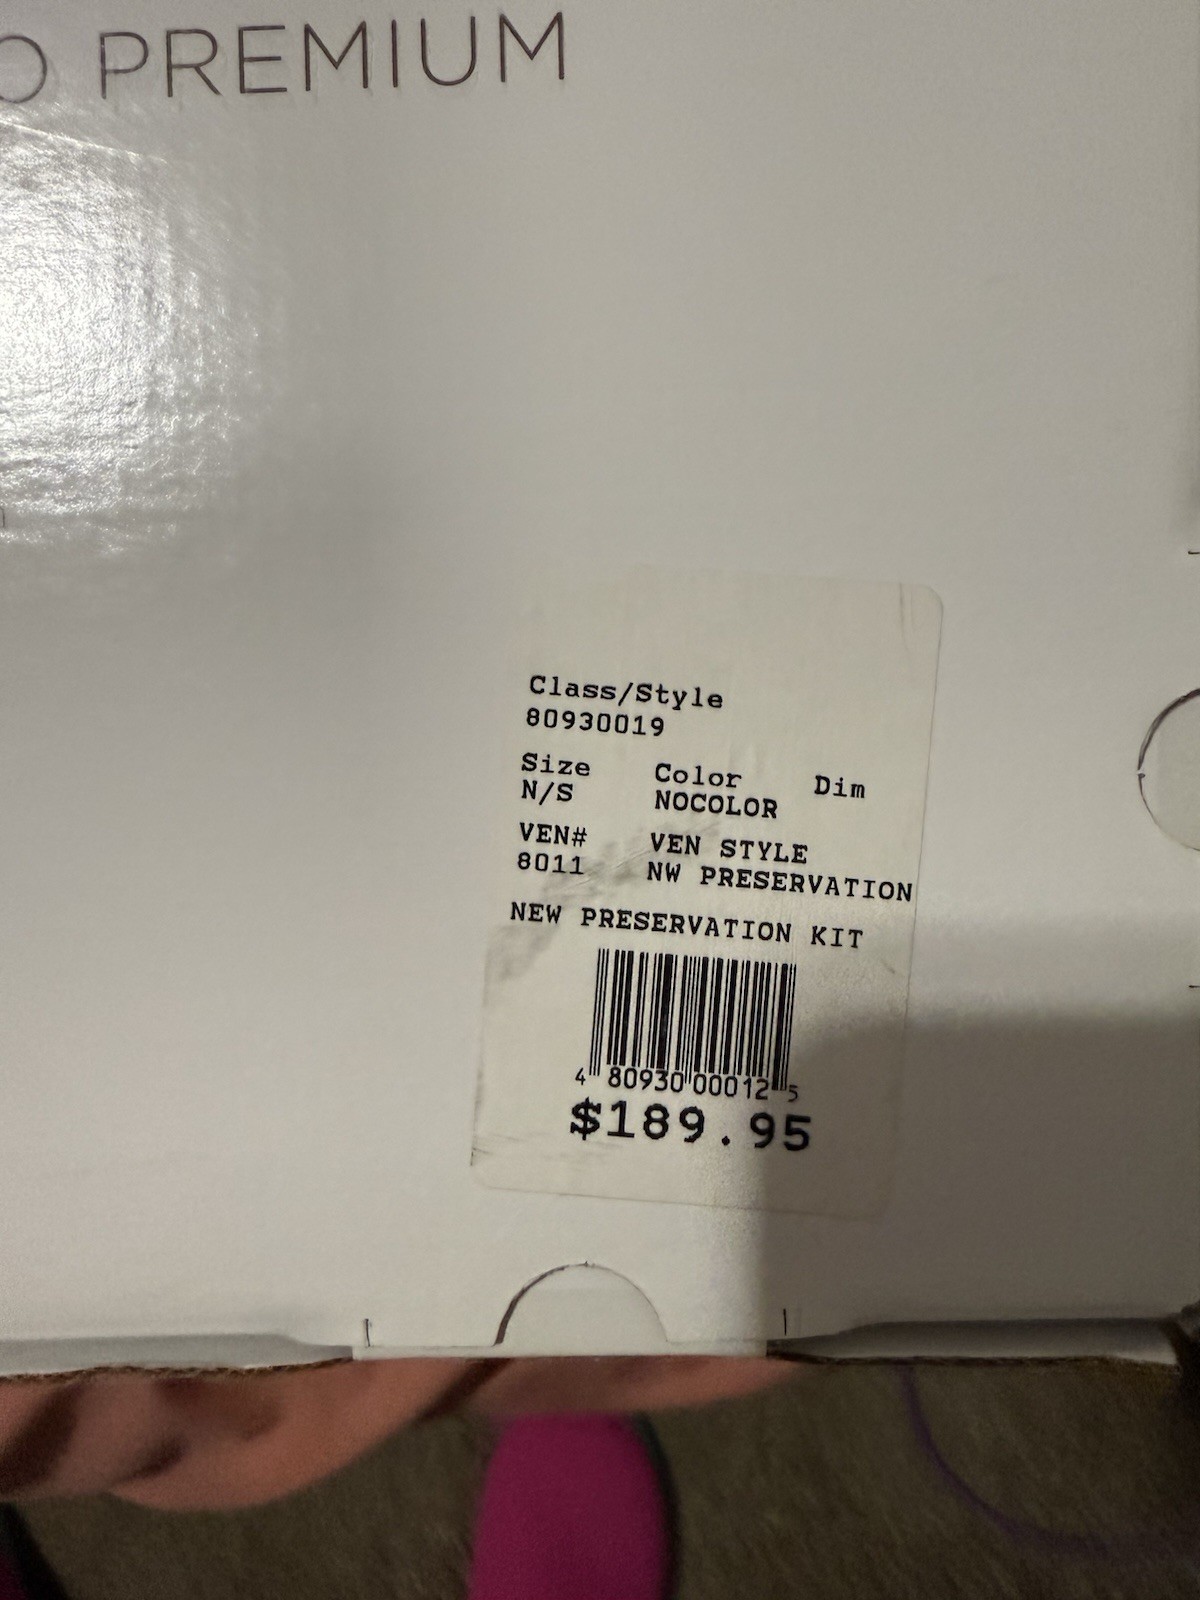 O PREMIUM
Class/Style
80930019
Size Color Dim
N/S NOCOLOR
VEN# VEN STYLE
8011 NW PRESERVATION
NEW PRESERVATION KIT
4 80930 00012 5
$189.95